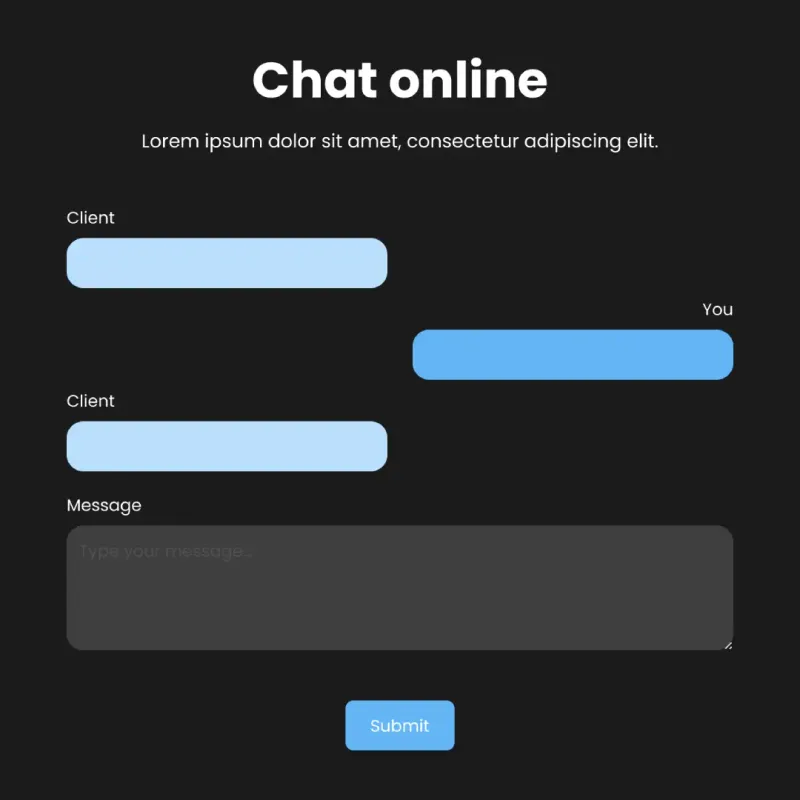 Chat online
Lorem ipsum dolor sit amet, consectetur adipiscing elit.
Client
You
Client
Message
Type your message...
Submit